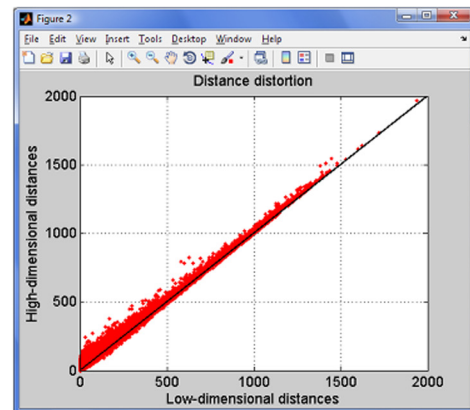 Figure 2
File Edit View Insert Tools Desktop Window Help
Distance distortion
2000
1500
1000
500
0
High-dimensional distances
0 500 1000 1500 2000
Low-dimensional distances